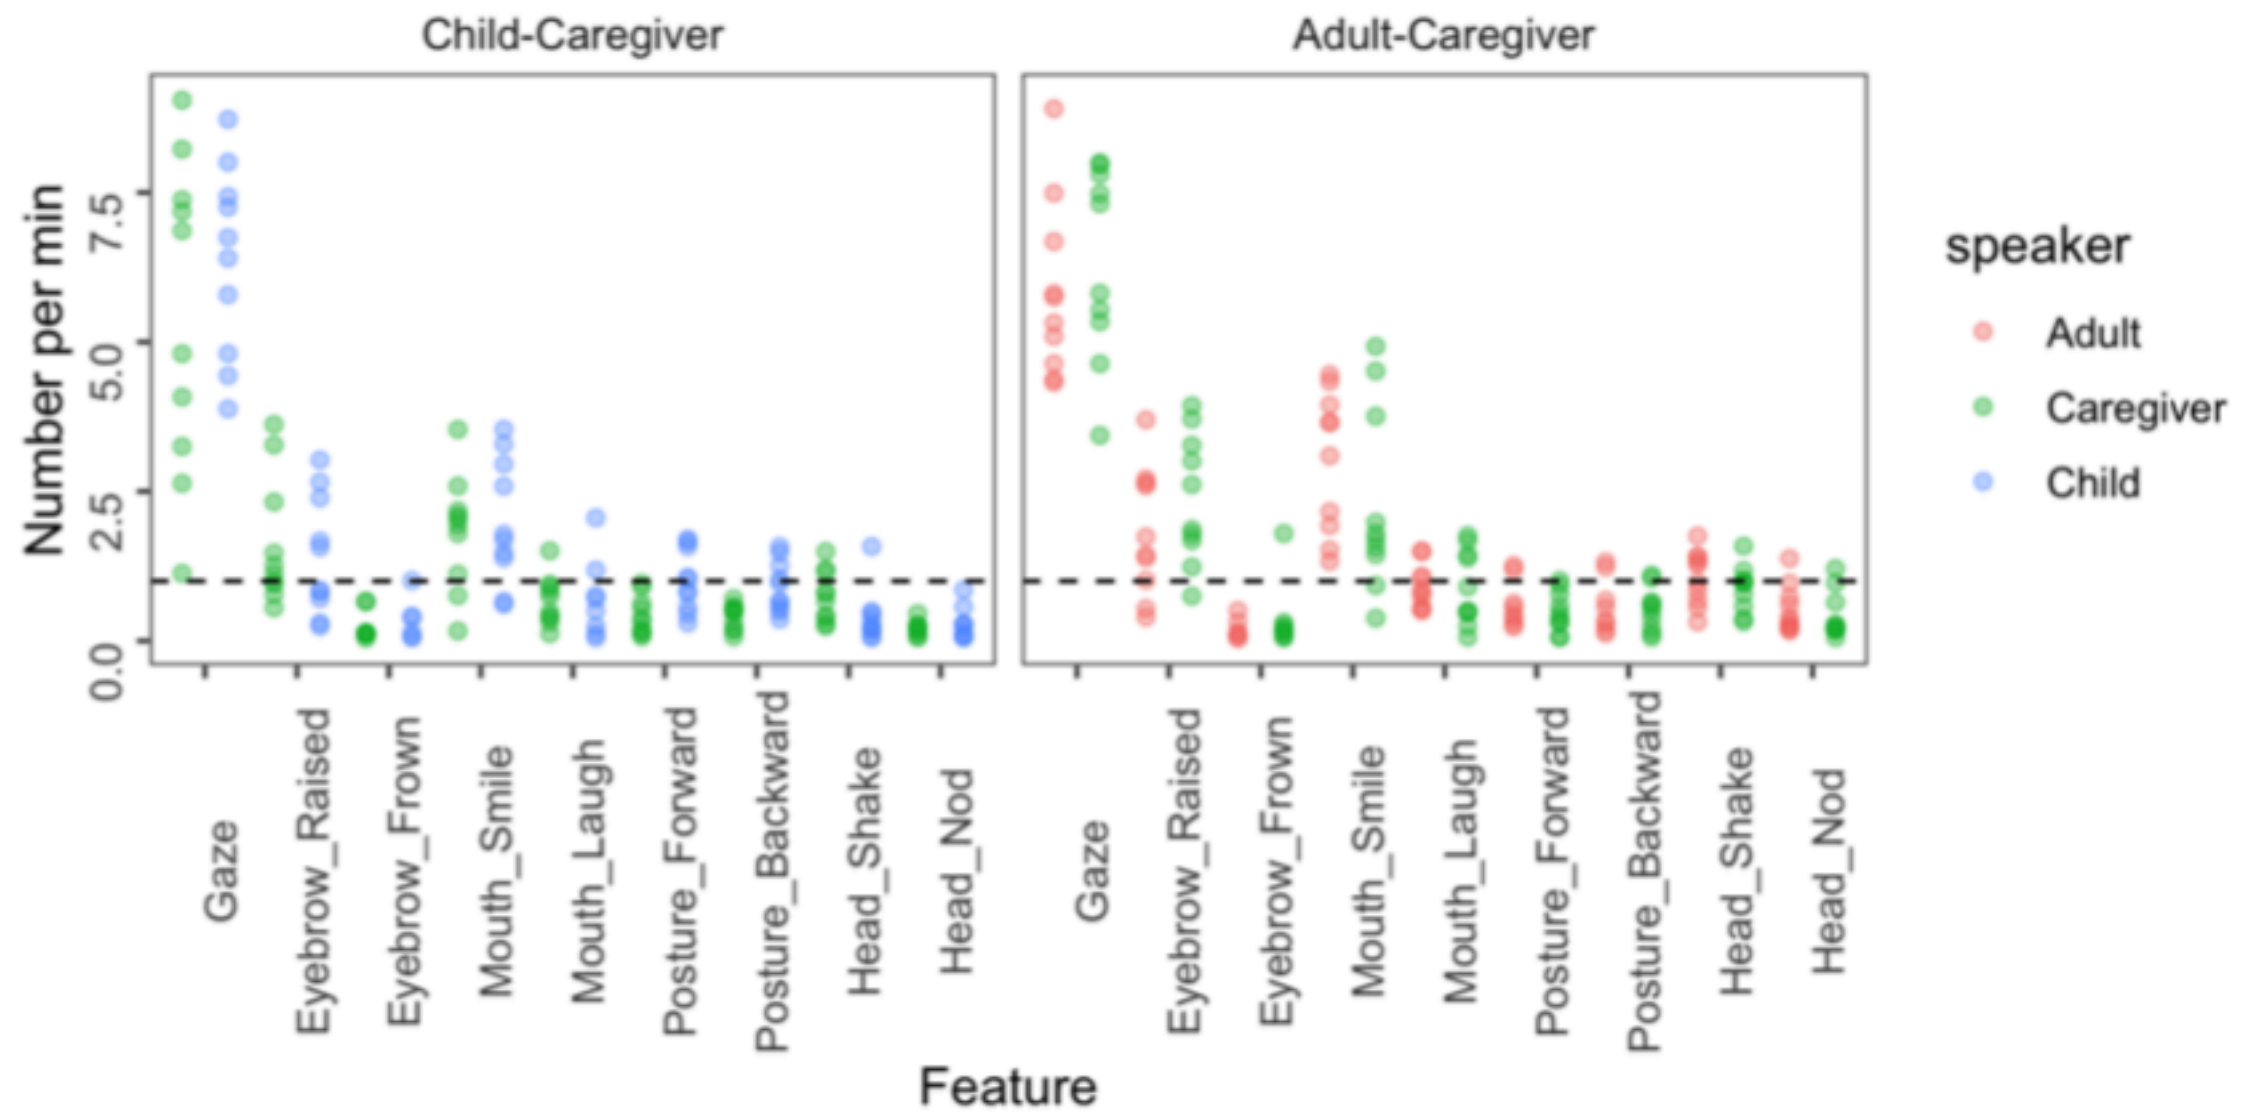 Child-Caregiver
Adult-Caregiver
Number per min
7.5
5.0
2.5
0.0
Gaze
Eyebrow_Raised
Eyebrow_Frown
Mouth_Smile
Mouth_Laugh
Posture_Forward
Posture_Backward
Head_Shake
Head_Nod
Gaze
Eyebrow_Raised
Eyebrow_Frown
Mouth_Smile
Mouth_Laugh
Posture_Forward
Posture_Backward
Head_Shake
Head_Nod
Feature
speaker
Adult
Caregiver
Child